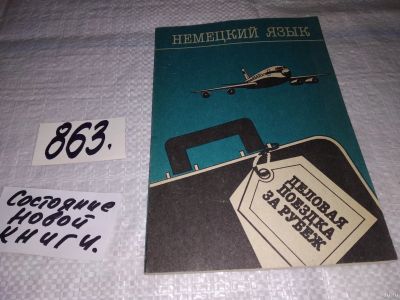 НЕМЕЦКИЙ ЯЗЫК
863.
Состояние
Новой
книги.
ДЕЛОВАЯ
ПОЕЗДКА
ЗА РУБЕЖ